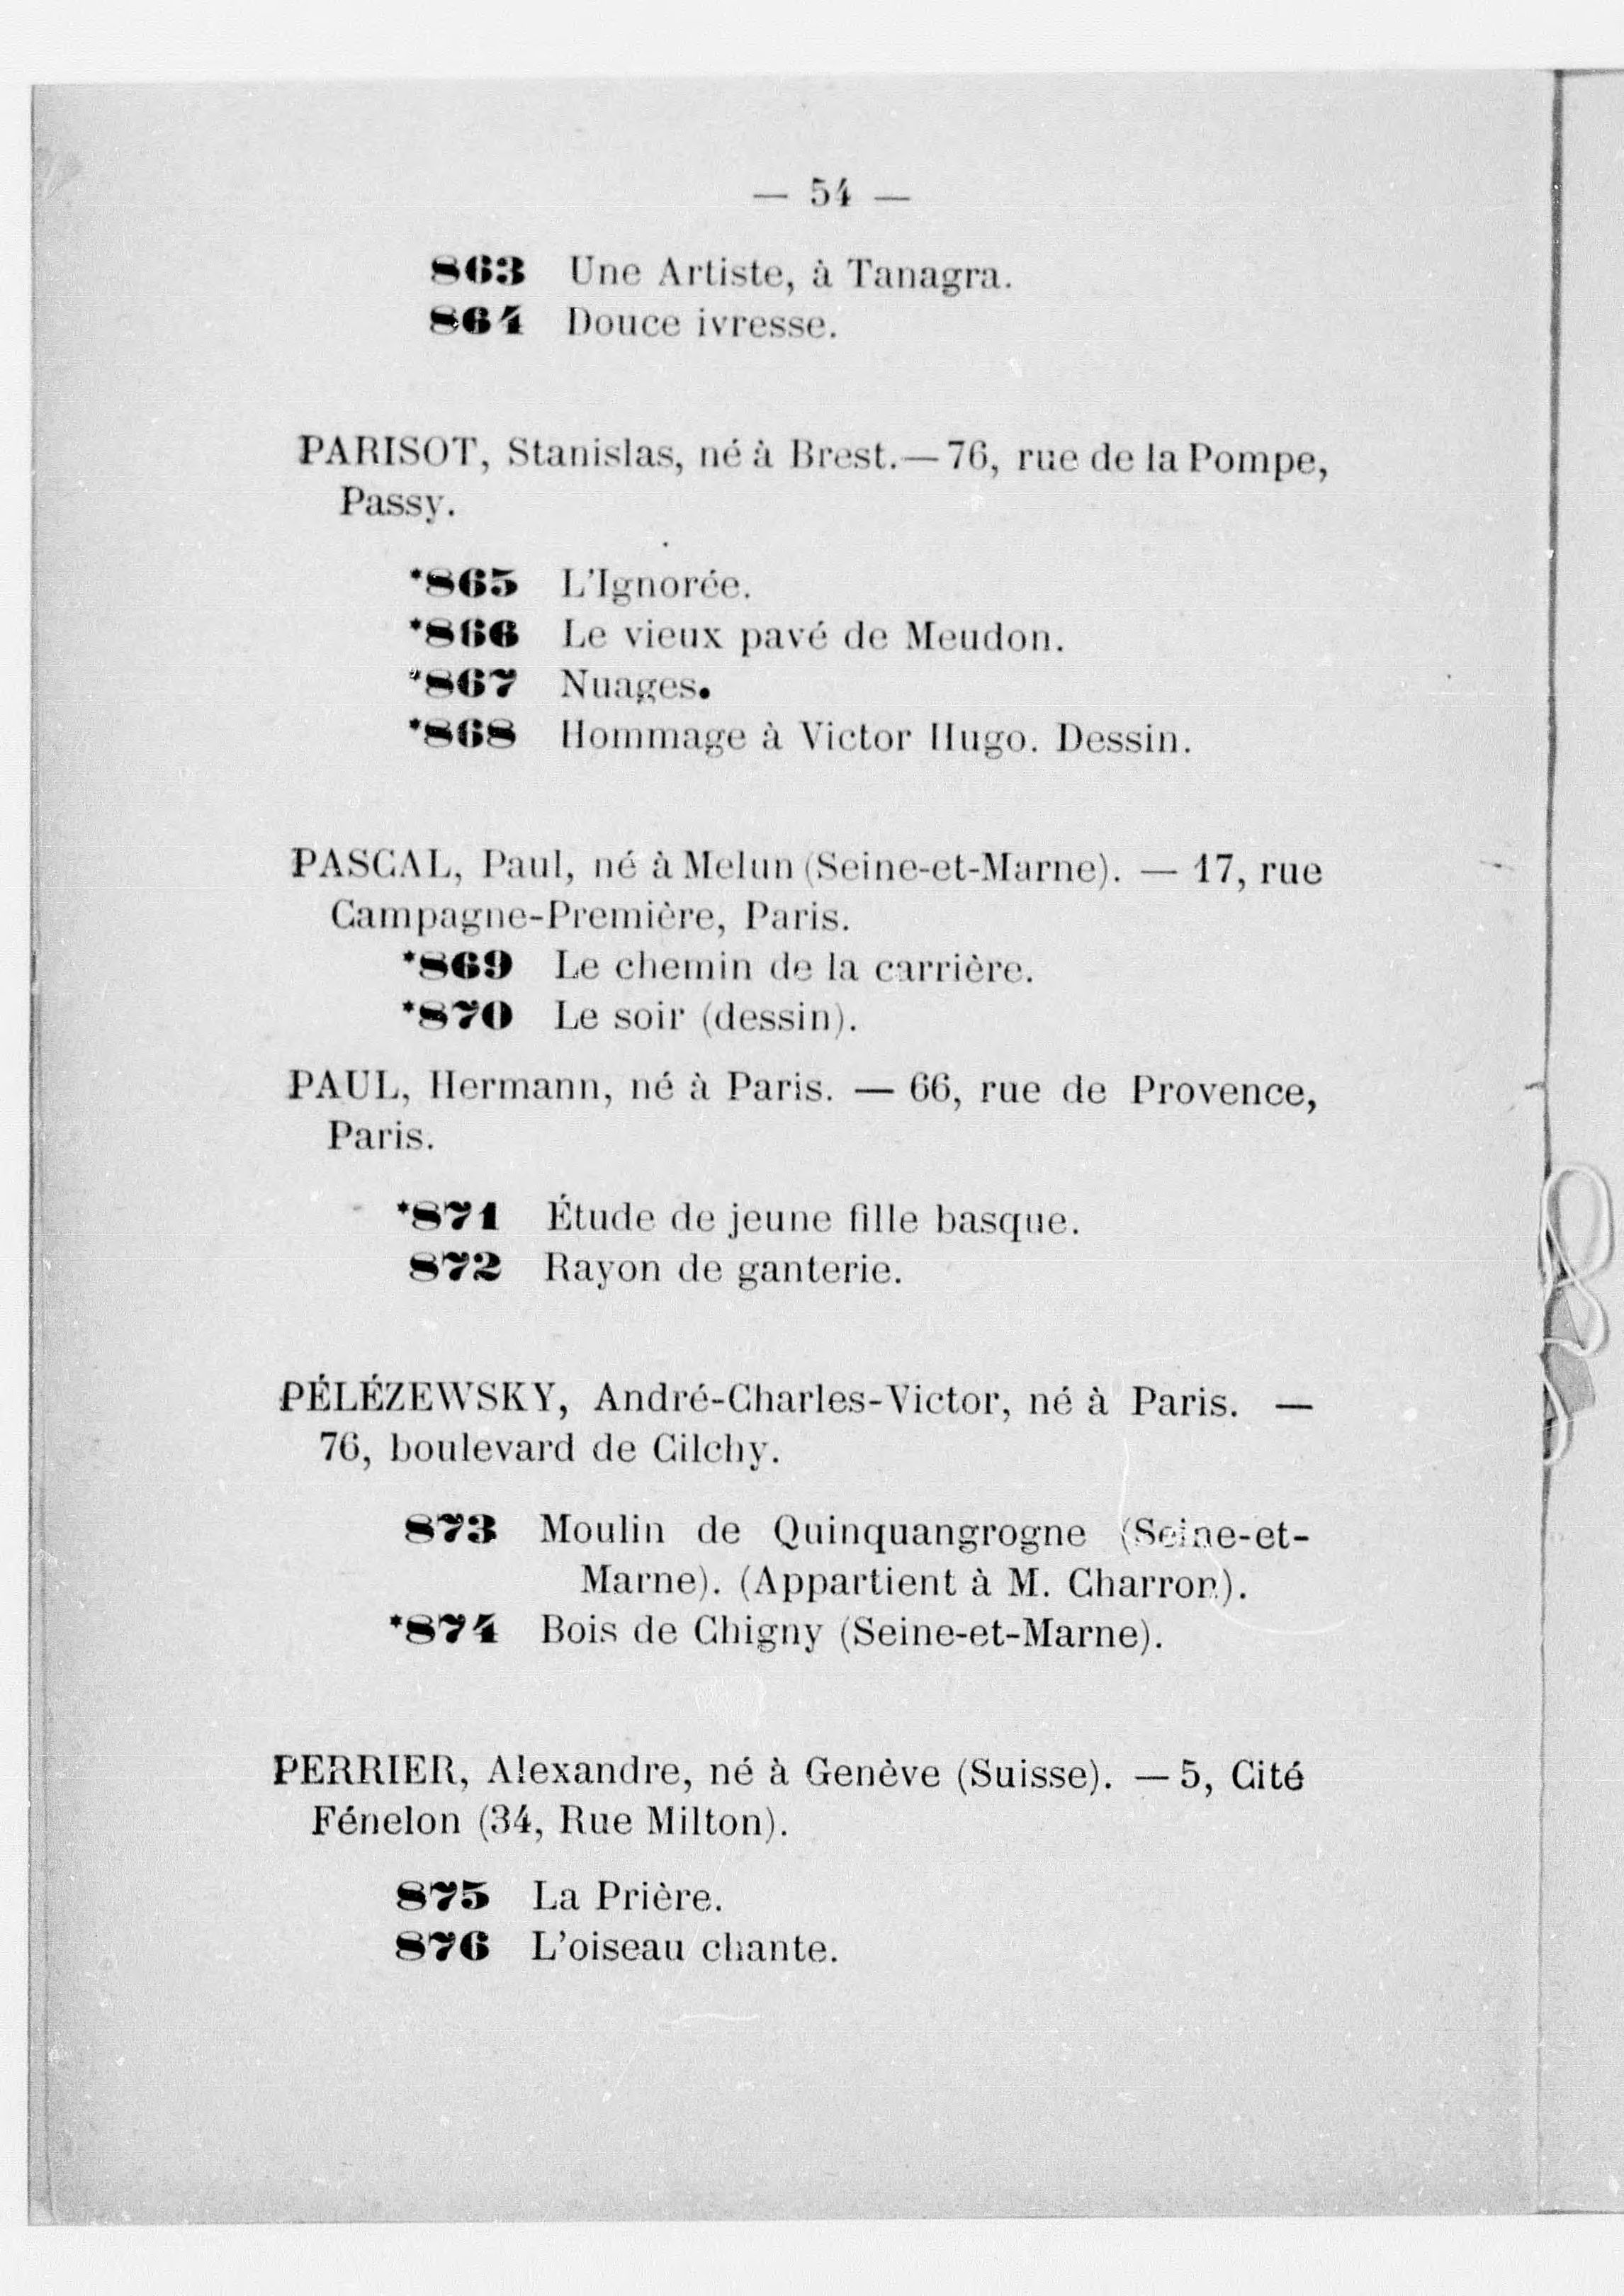 — 54 —
863 Une Artiste, à Tanagra.
864 Douce ivresse.
PARISOT, Stanislas, né à Brest.—76, rue de la Pompe,
Passy.
*865 L'Ignorée.
*866 Le vieux pavé de Meudon.
*867 Nuages.
*868 Hommage à Victor Hugo. Dessin.
PASCAL, Paul, né à Melun (Seine-et-Marne). — 17, rue
Campagne-Première, Paris.
*869 Le chemin de la carrière.
*870 Le soir (dessin).
PAUL, Hermann, né à Paris. — 66, rue de Provence,
Paris.
*871 Étude de jeune fille basque.
872 Rayon de ganterie.
PÉLÉZEWSKY, André-Charles-Victor, né à Paris. —
76, boulevard de Cilchy.
873 Moulin de Quinquangrogne (Seine-et-
Marne). (Appartient à M. Charron).
*874 Bois de Chigny (Seine-et-Marne).
PERRIER, Alexandre, né à Genève (Suisse). — 5, Cité
Fénelon (34, Rue Milton).
875 La Prière.
876 L'oiseau chante.